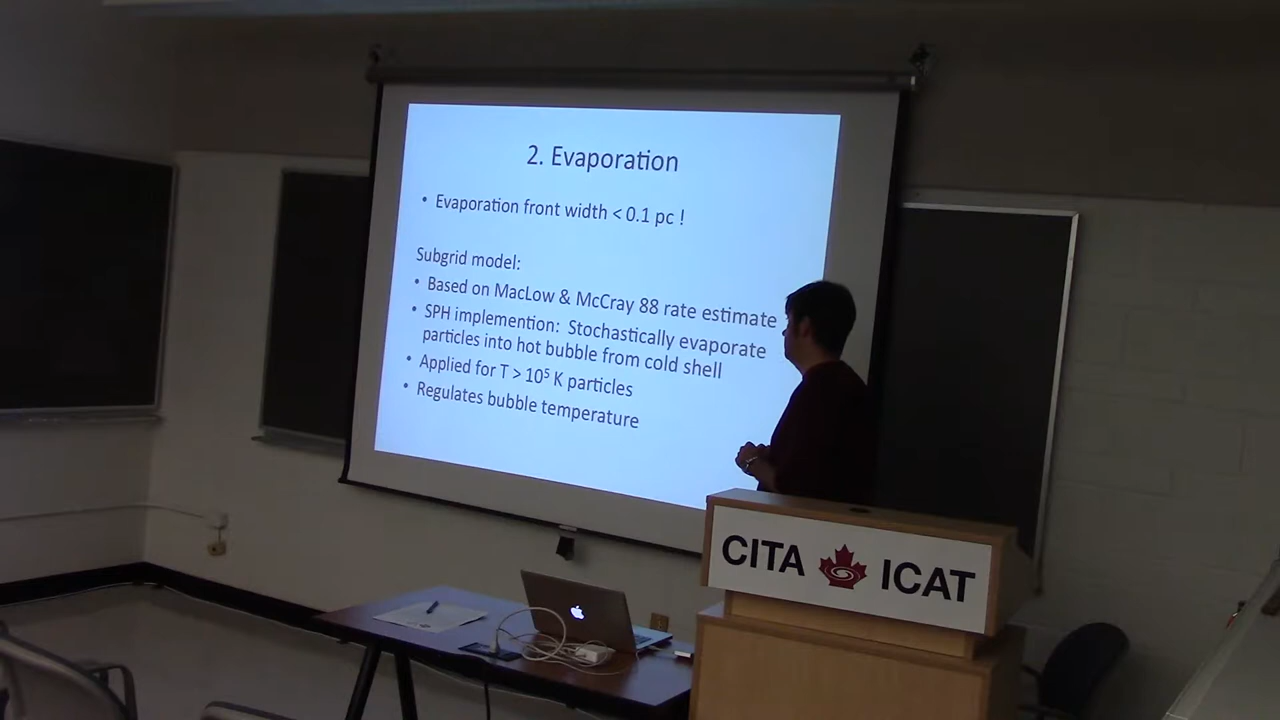 2. Evaporation
• Evaporation front width < 0.1 pc !
Subgrid model:
• Based on MacLow & McCray 88 rate estimate
• SPH implemention: Stochastically evaporate
particles into hot bubble from cold shell
• Applied for T > 10⁵ K particles
• Regulates bubble temperature
CITA ICAT